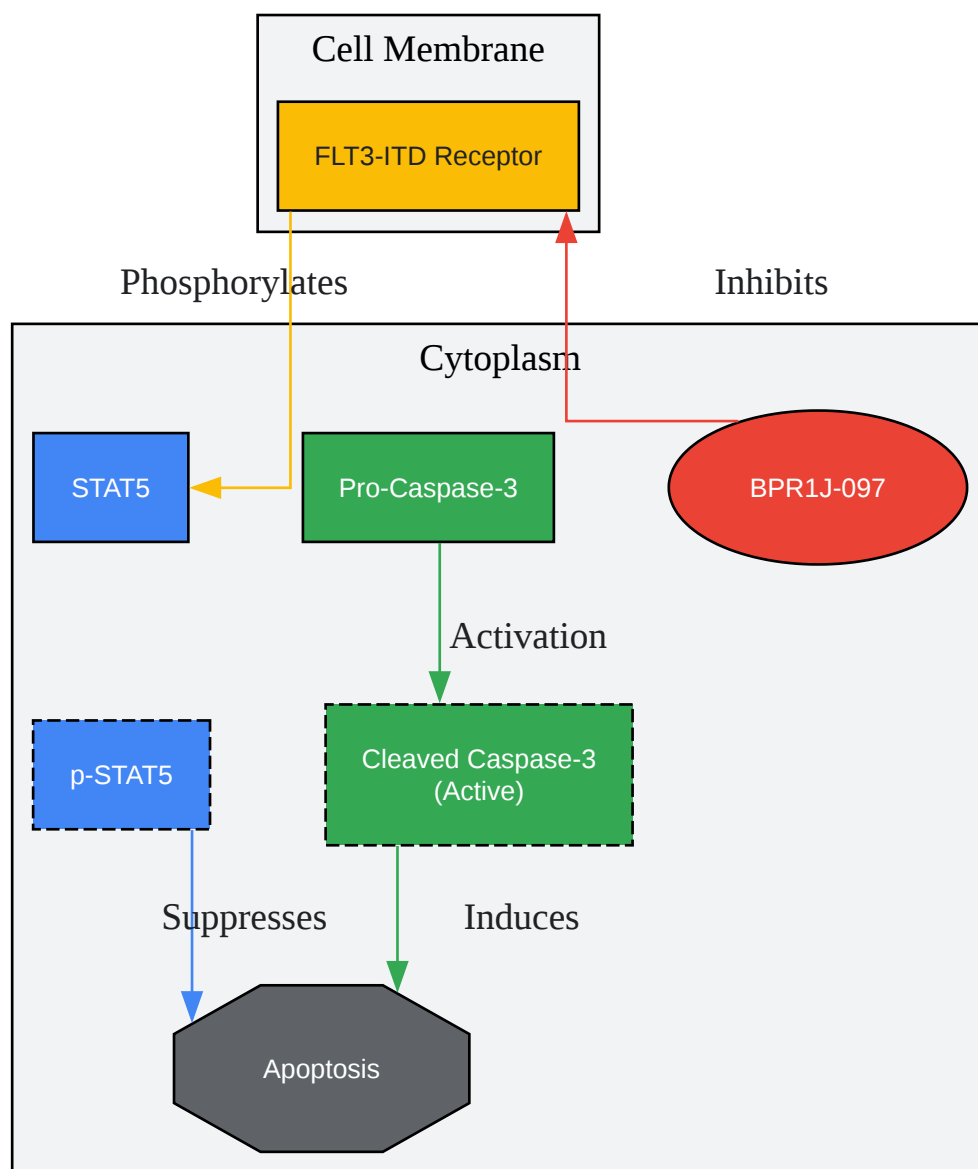 Cell Membrane
FLT3-ITD Receptor
Phosphorylates
Inhibits
Cytoplasm
STAT5
Pro-Caspase-3
BPR1J-097
Activation
p-STAT5
Cleaved Caspase-3
(Active)
Suppresses
Induces
Apoptosis